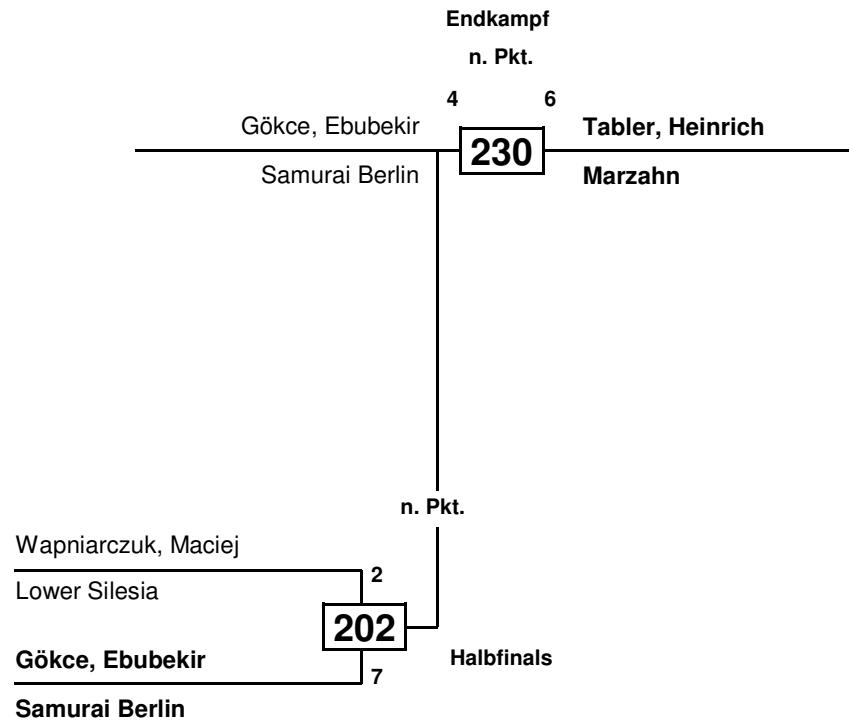 Endkampf
n. Pkt.
4 6
Gökce, Ebubekir 230 Tabler, Heinrich
Samurai Berlin Marzahn
n. Pkt.
Wapniarczuk, Maciej
2
Lower Silesia
202
Gökce, Ebubekir Halbfinals
7
Samurai Berlin